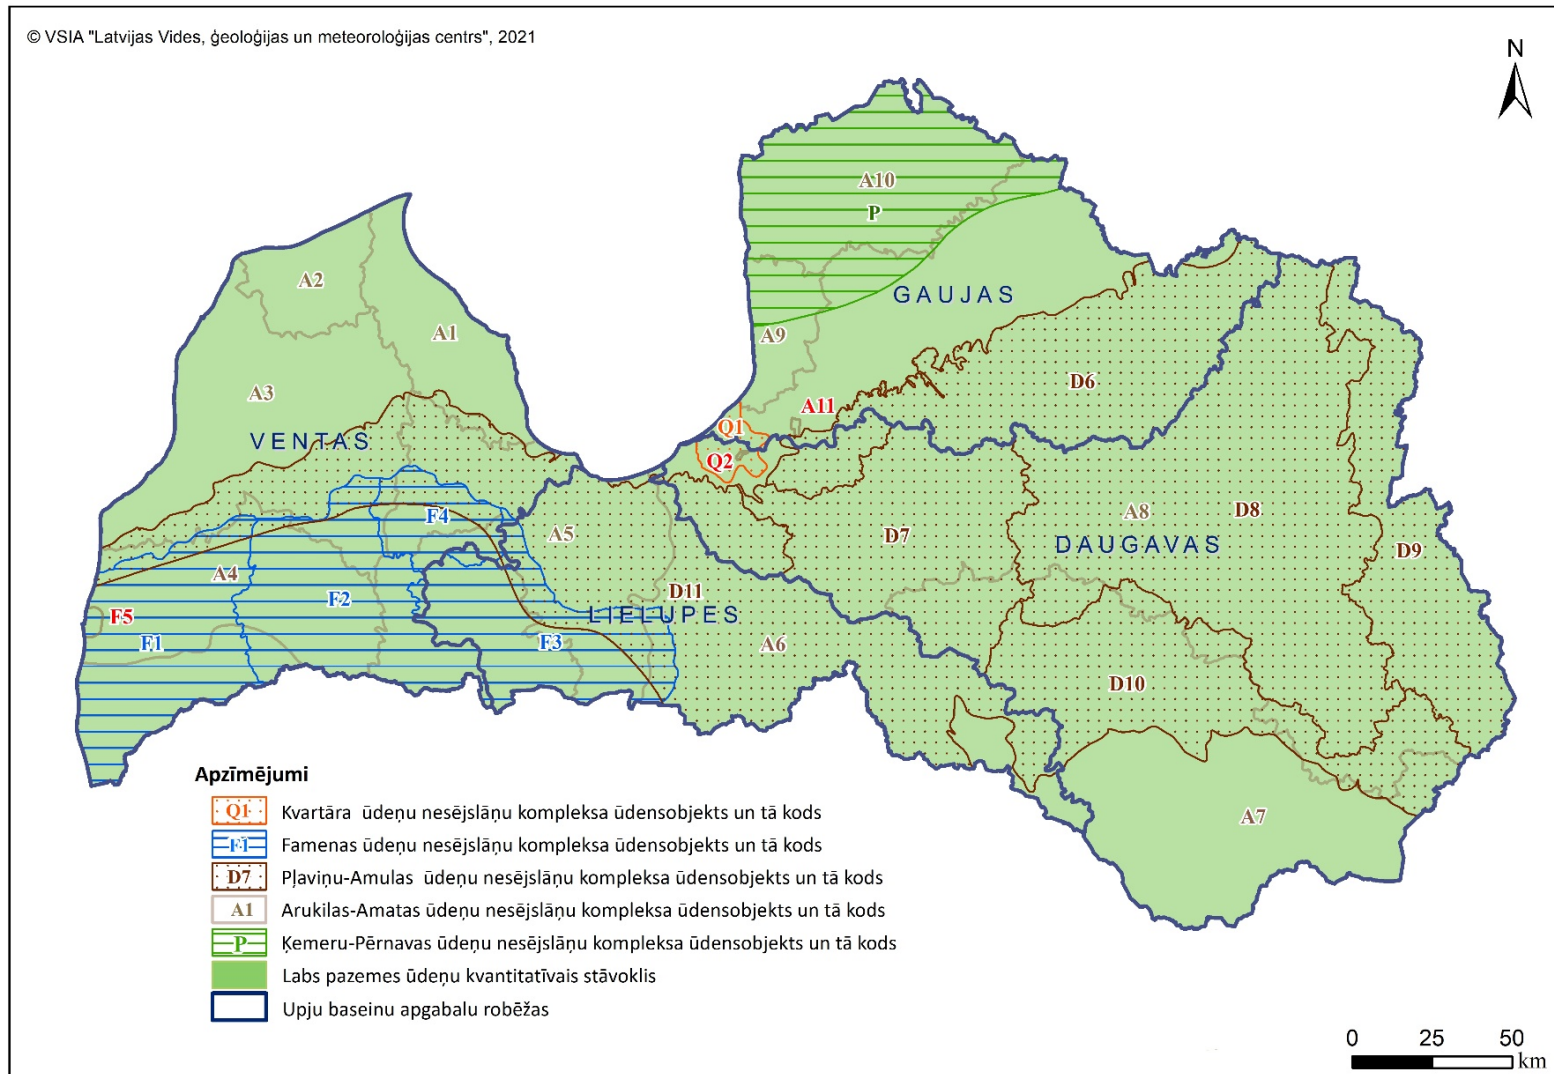 © VSIA "Latvijas Vides, ģeoloģijas un meteoroloģijas centrs", 2021
N
A10
P
A2
GAUJAS
A1
A9
D6
A3
A11
Q1
VENTAS
Q2
F4
A5
D7
A8
D8
DAUGAVAS
D9
A4
F2
D11
F5
LIELUPES
F1
F3
A6
D10
A7
Apzīmējumi
Q1 Kvartāra ūdeņu nesējslāņu kompleksa ūdensobjekts un tā kods
F1 Famenas ūdeņu nesējslāņu kompleksa ūdensobjekts un tā kods
D7 Pļaviņu-Amulas ūdeņu nesējslāņu kompleksa ūdensobjekts un tā kods
A1 Arukilas-Amatas ūdeņu nesējslāņu kompleksa ūdensobjekts un tā kods
P Ķemeru-Pērnavas ūdeņu nesējslāņu kompleksa ūdensobjekts un tā kods
Labs pazemes ūdeņu kvantitatīvais stāvoklis
Upju baseinu apgabalu robēžas
0 25 50
km